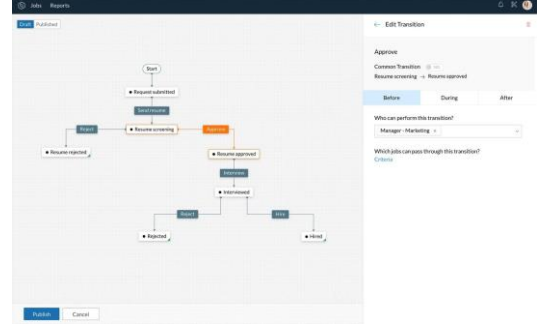 Jobs Reports
Draft Published
Start
Request submitted
Send resume
Reject
Resume screening
Approve
Resume rejected
Resume approved
Interview
Interviewed
Reject
Hire
Rejected
Hired
Publish Cancel
← Edit Transition
Approve
Common Transition
Resume screening → Resume approved
Before During After
Who can perform this transition?
Manager - Marketing ×
Which jobs can pass through this transition?
Criteria